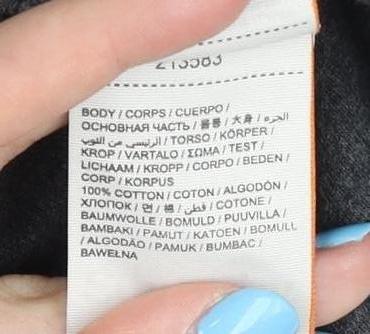 213583
BODY / CORPS / CUERPO /
ОСНОВНАЯ ЧАСТЬ / 몸통 / 大身 / الجزء
الرئيسي من الثوب / TORSO / KÖRPER /
KROP / VARTALO / ΣΩΜΑ / TEST /
LICHAAM / KROPP / CORPO / BEDEN /
CORP / KORPUS
100% COTTON / COTON / ALGODÓN /
ХЛОПОК / 면 / 棉 / قطن / COTONE /
BAUMWOLLE / BOMULD / PUUVILLA /
BAMBAKI / PAMUT / KATOEN / BOMULL
/ ALGODÃO / PAMUK / BUMBAC /
BAWEŁNA